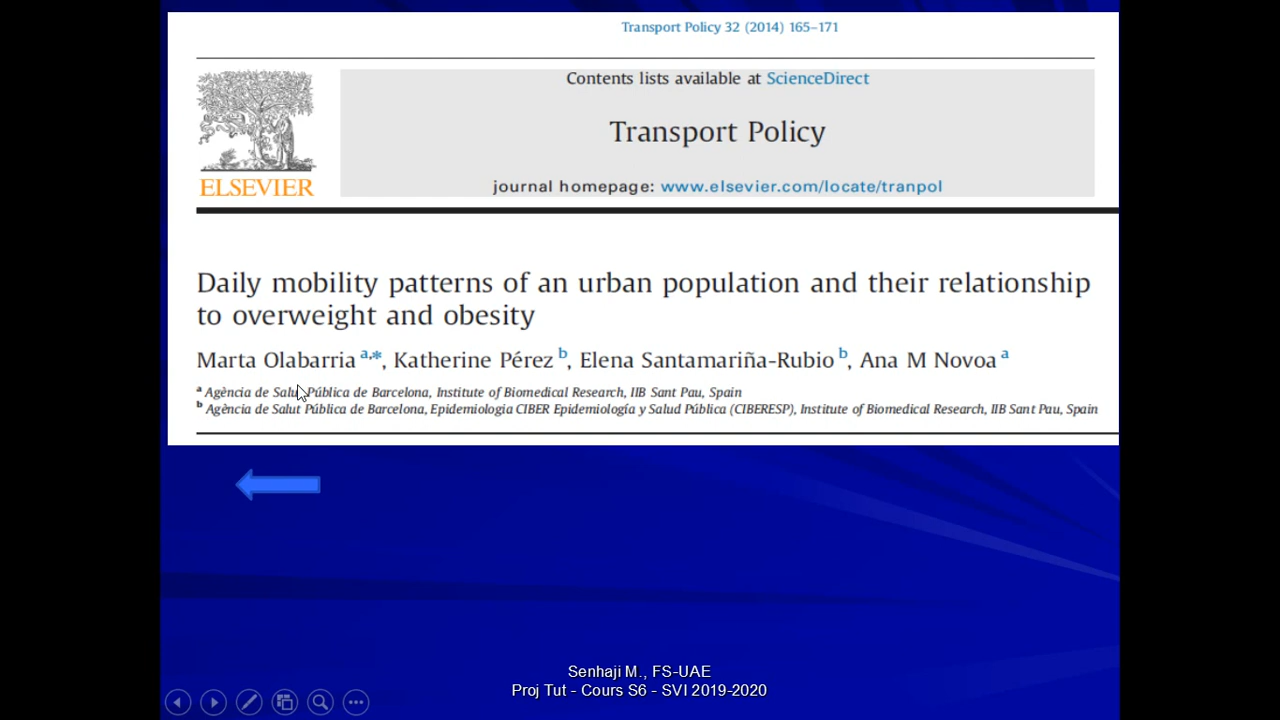 Transport Policy 32 (2014) 165–171
Contents lists available at ScienceDirect
Transport Policy
journal homepage: www.elsevier.com/locate/tranpol
ELSEVIER
Daily mobility patterns of an urban population and their relationship
to overweight and obesity
Marta Olabarria a,*, Katherine Pérez b, Elena Santamariña-Rubio b, Ana M Novoa a
a Agència de Salut Pública de Barcelona, Institute of Biomedical Research, IIB Sant Pau, Spain
b Agència de Salut Pública de Barcelona, Epidemiologia CIBER Epidemiología y Salud Pública (CIBERESP), Institute of Biomedical Research, IIB Sant Pau, Spain
Senhaji M., FS-UAE
Proj Tut - Cours S6 - SVI 2019-2020